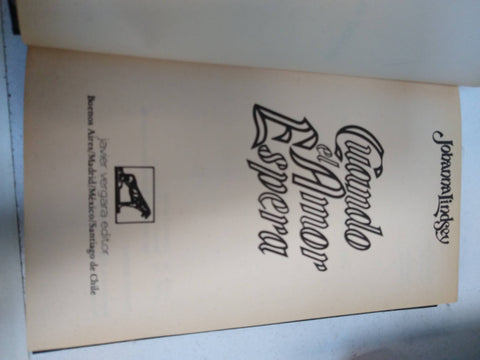 Johanna Lindsey
Cuando
el Amor
Espera
javier vergara editor
Buenos Aires/Madrid/México/Santiago de Chile